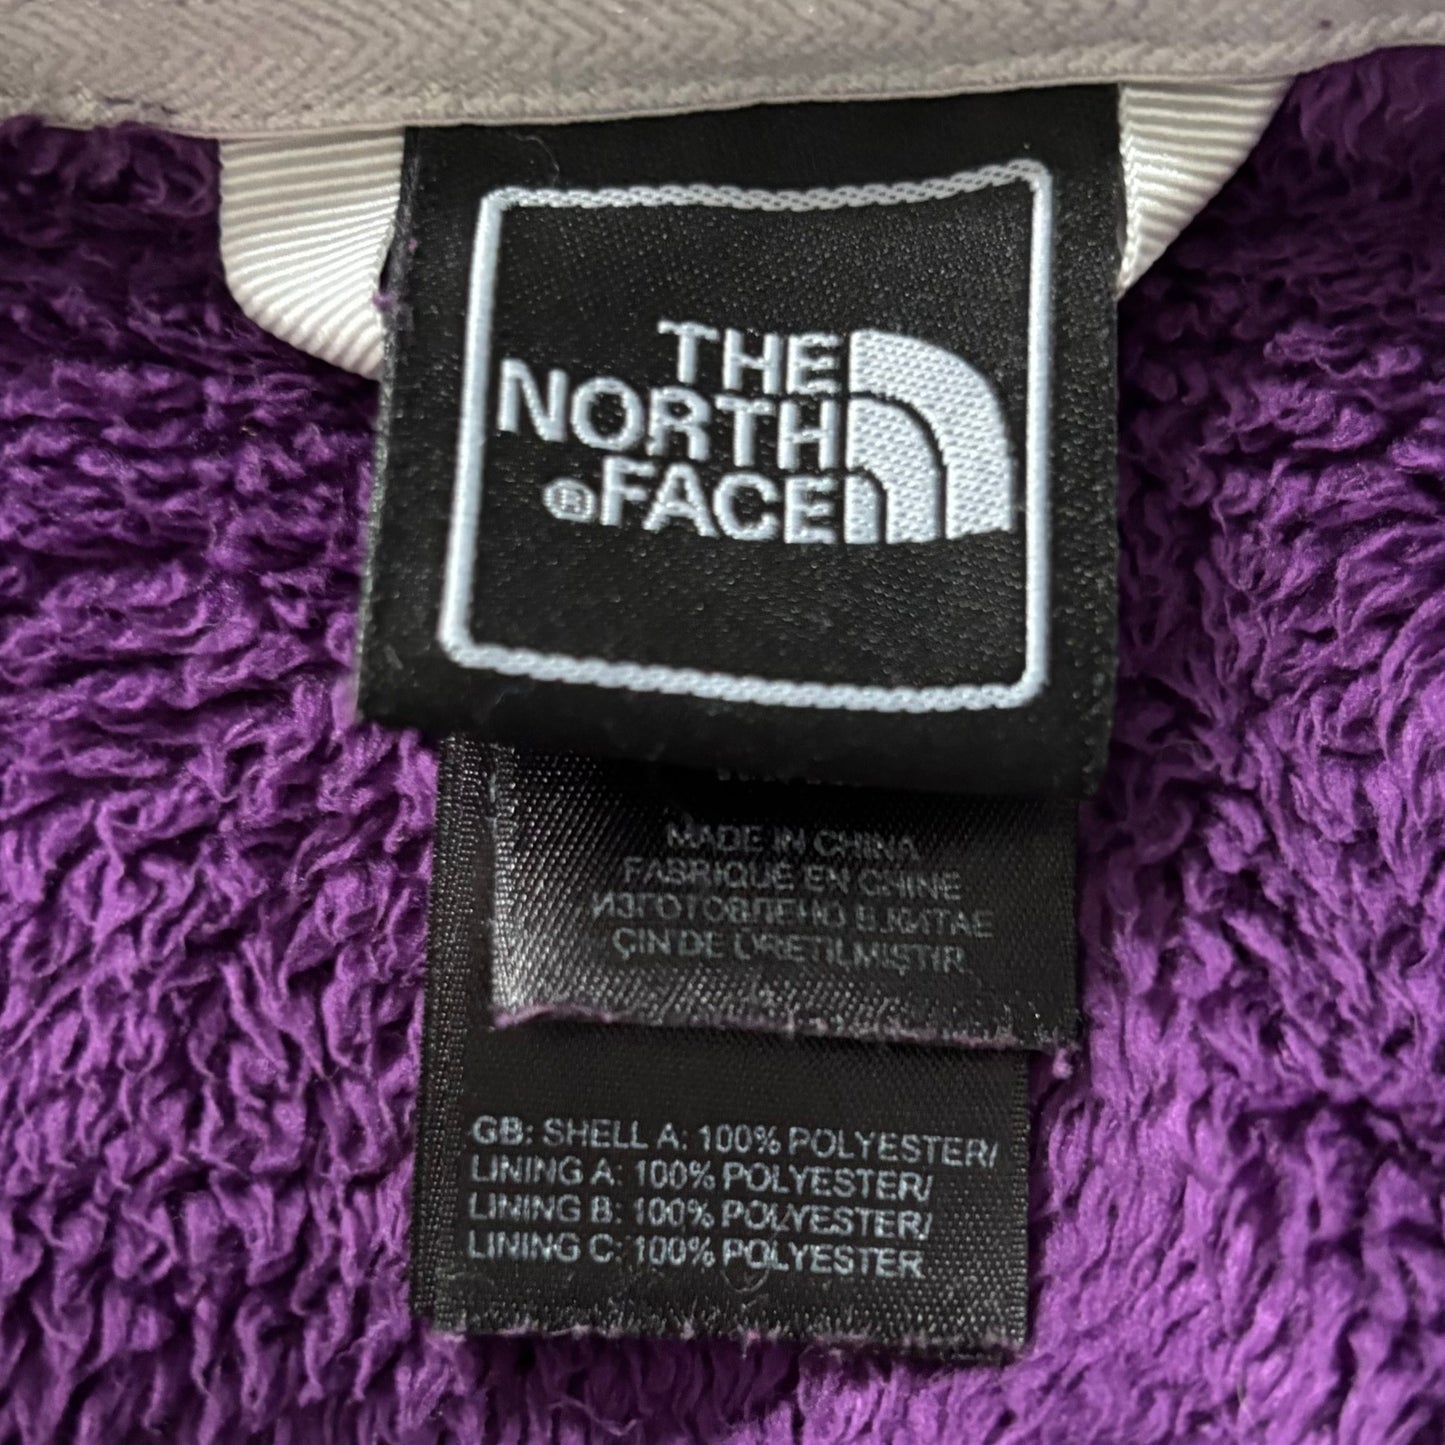 THE
NORTH
® FACE
MADE IN CHINA
FABRIQUÉ EN CHINE
ИЗГОТОВЛЕНО В КИТАЕ
ÇİN DE ÜRETİLMİŞTİR
GB: SHELL A: 100% POLYESTER/
LINING A: 100% POLYESTER/
LINING B: 100% POLYESTER/
LINING C: 100% POLYESTER